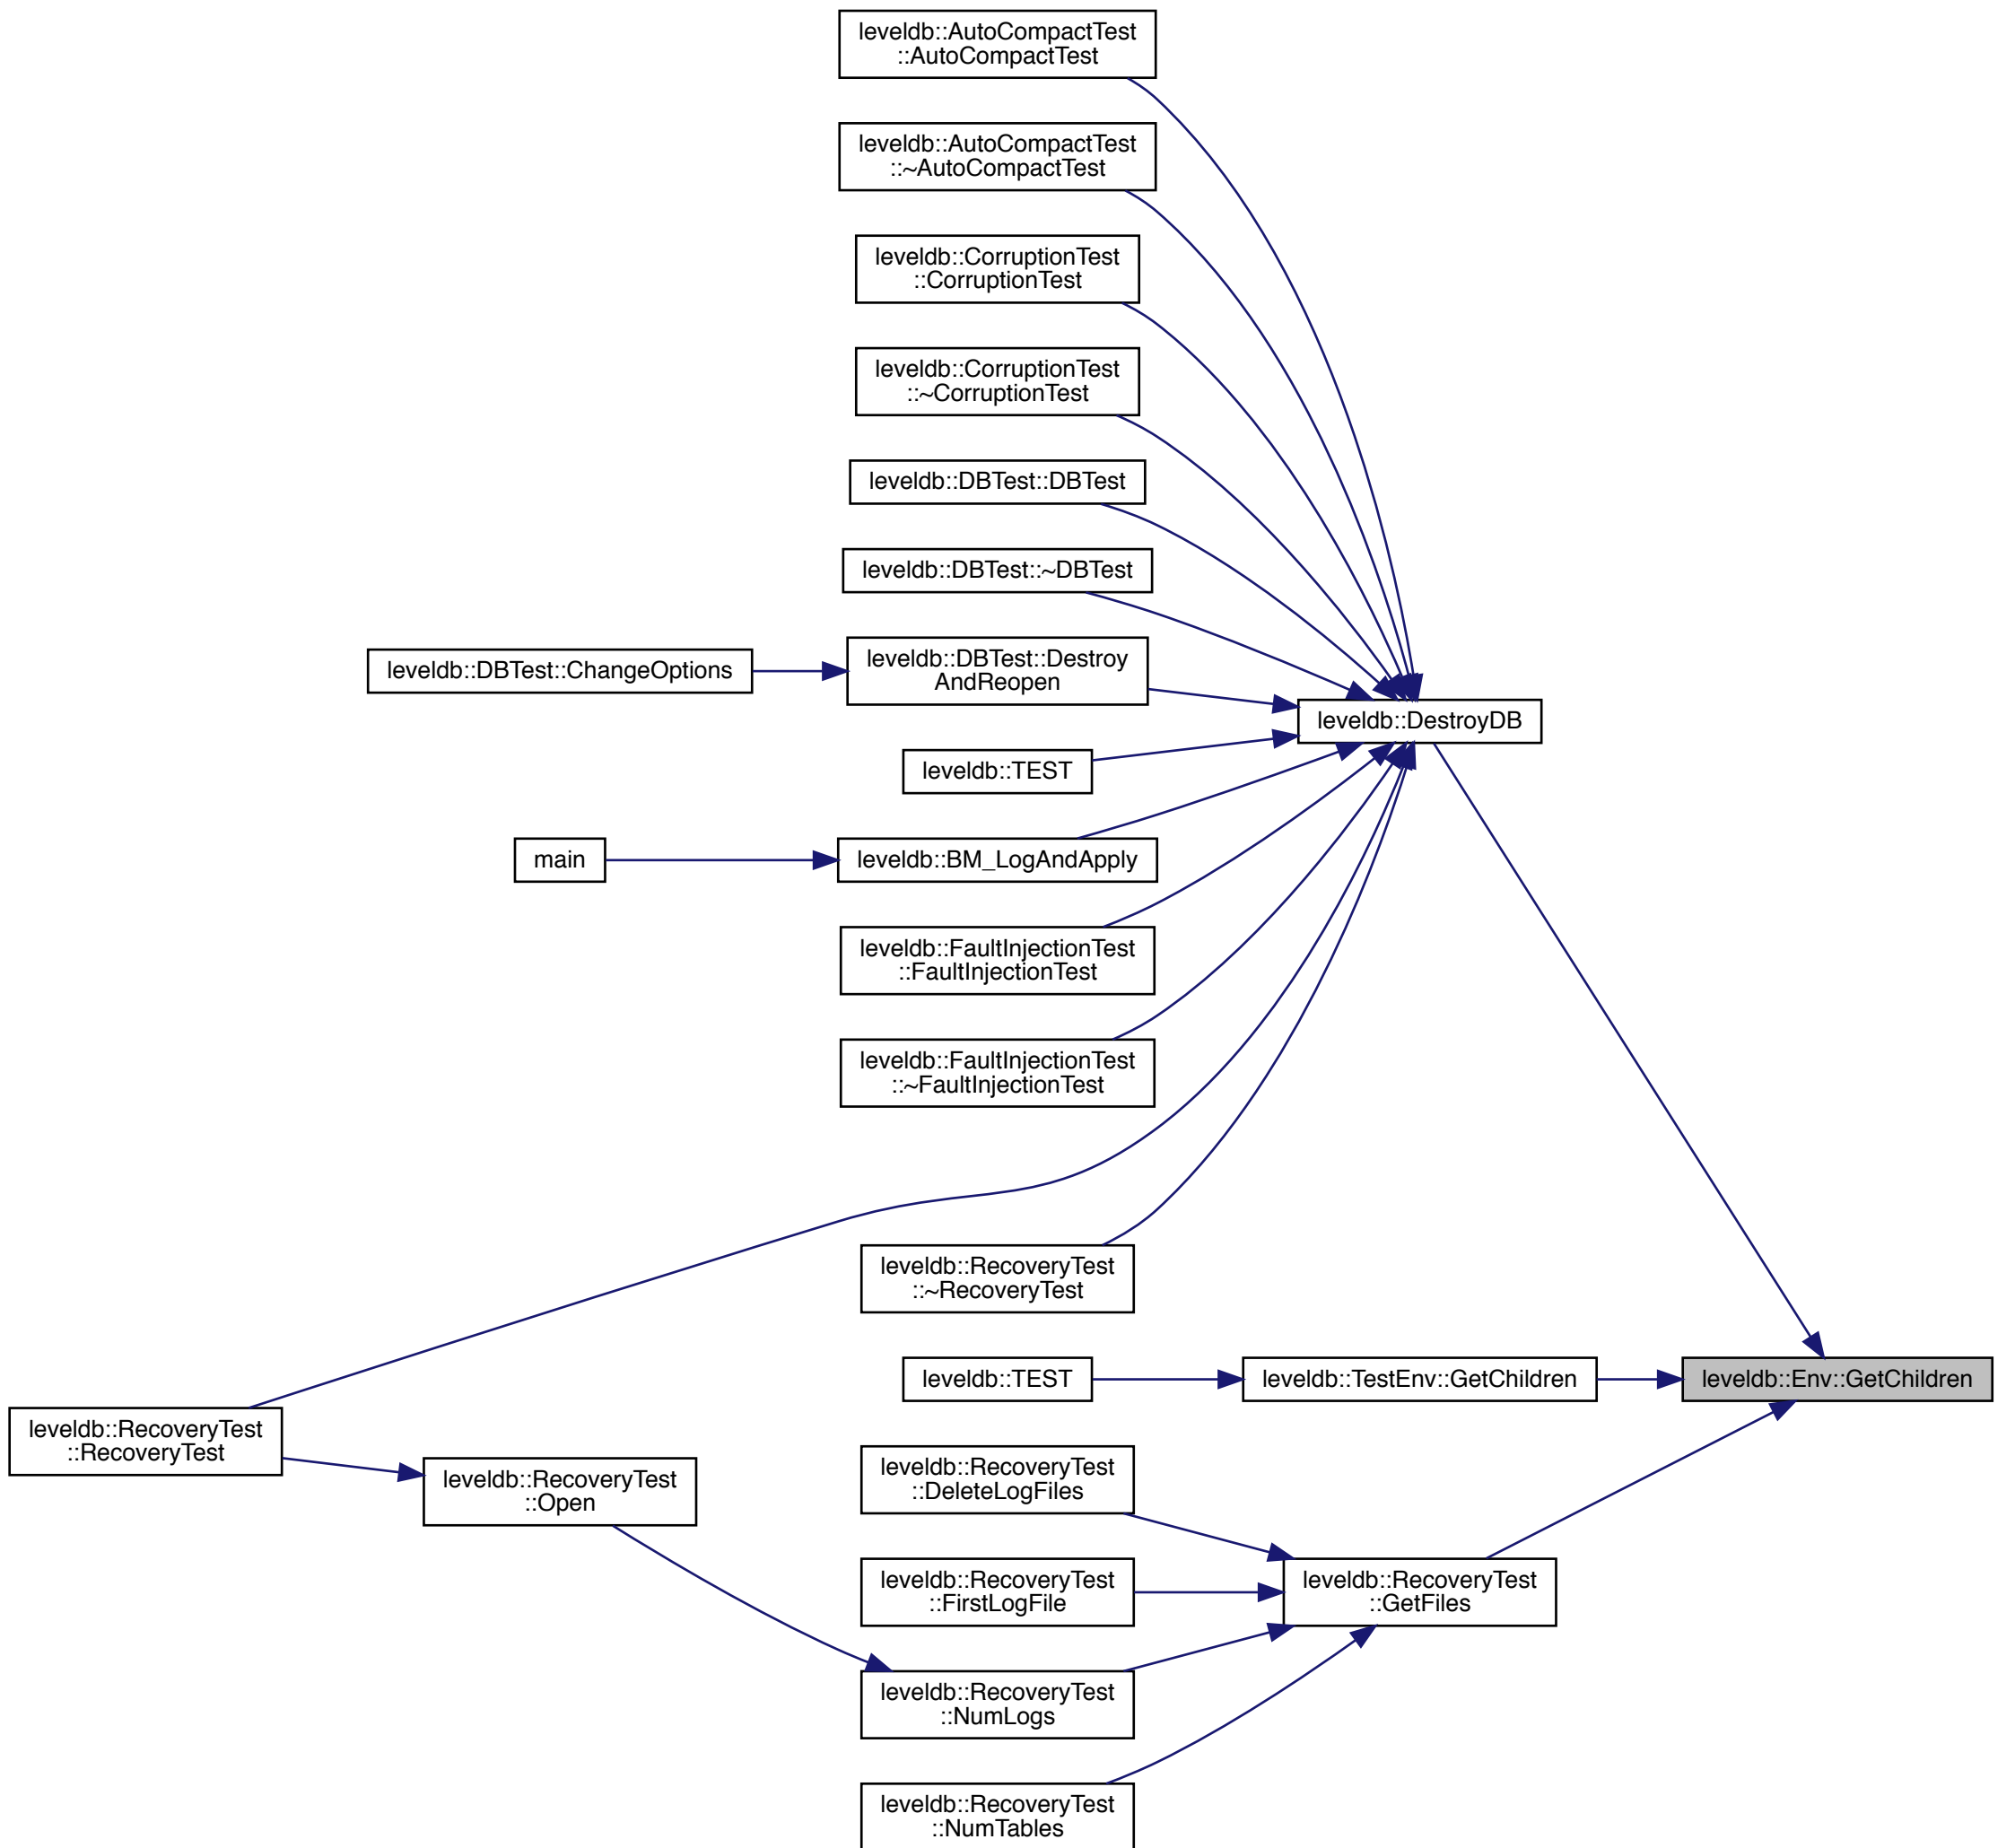 leveldb::AutoCompactTest
::AutoCompactTest
leveldb::AutoCompactTest
::~AutoCompactTest
leveldb::CorruptionTest
::CorruptionTest
leveldb::CorruptionTest
::~CorruptionTest
leveldb::DBTest::DBTest
leveldb::DBTest::~DBTest
leveldb::DBTest::ChangeOptions
leveldb::DBTest::Destroy
AndReopen
leveldb::DestroyDB
leveldb::TEST
main
leveldb::BM_LogAndApply
leveldb::FaultInjectionTest
::FaultInjectionTest
leveldb::FaultInjectionTest
::~FaultInjectionTest
leveldb::RecoveryTest
::~RecoveryTest
leveldb::TEST
leveldb::TestEnv::GetChildren
leveldb::Env::GetChildren
leveldb::RecoveryTest
::RecoveryTest
leveldb::RecoveryTest
::Open
leveldb::RecoveryTest
::DeleteLogFiles
leveldb::RecoveryTest
::FirstLogFile
leveldb::RecoveryTest
::GetFiles
leveldb::RecoveryTest
::NumLogs
leveldb::RecoveryTest
::NumTables